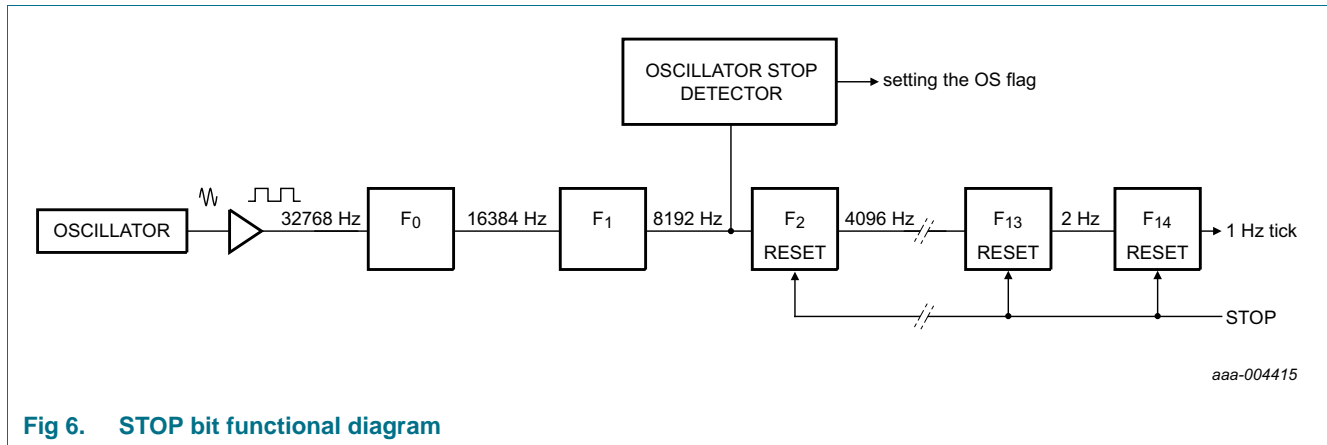 OSCILLATOR STOP
DETECTOR
setting the OS flag
OSCILLATOR
32768 Hz
F0
16384 Hz
F1
8192 Hz
F2
RESET
4096 Hz
F13
RESET
2 Hz
F14
RESET
1 Hz tick
STOP
aaa-004415
Fig 6. STOP bit functional diagram